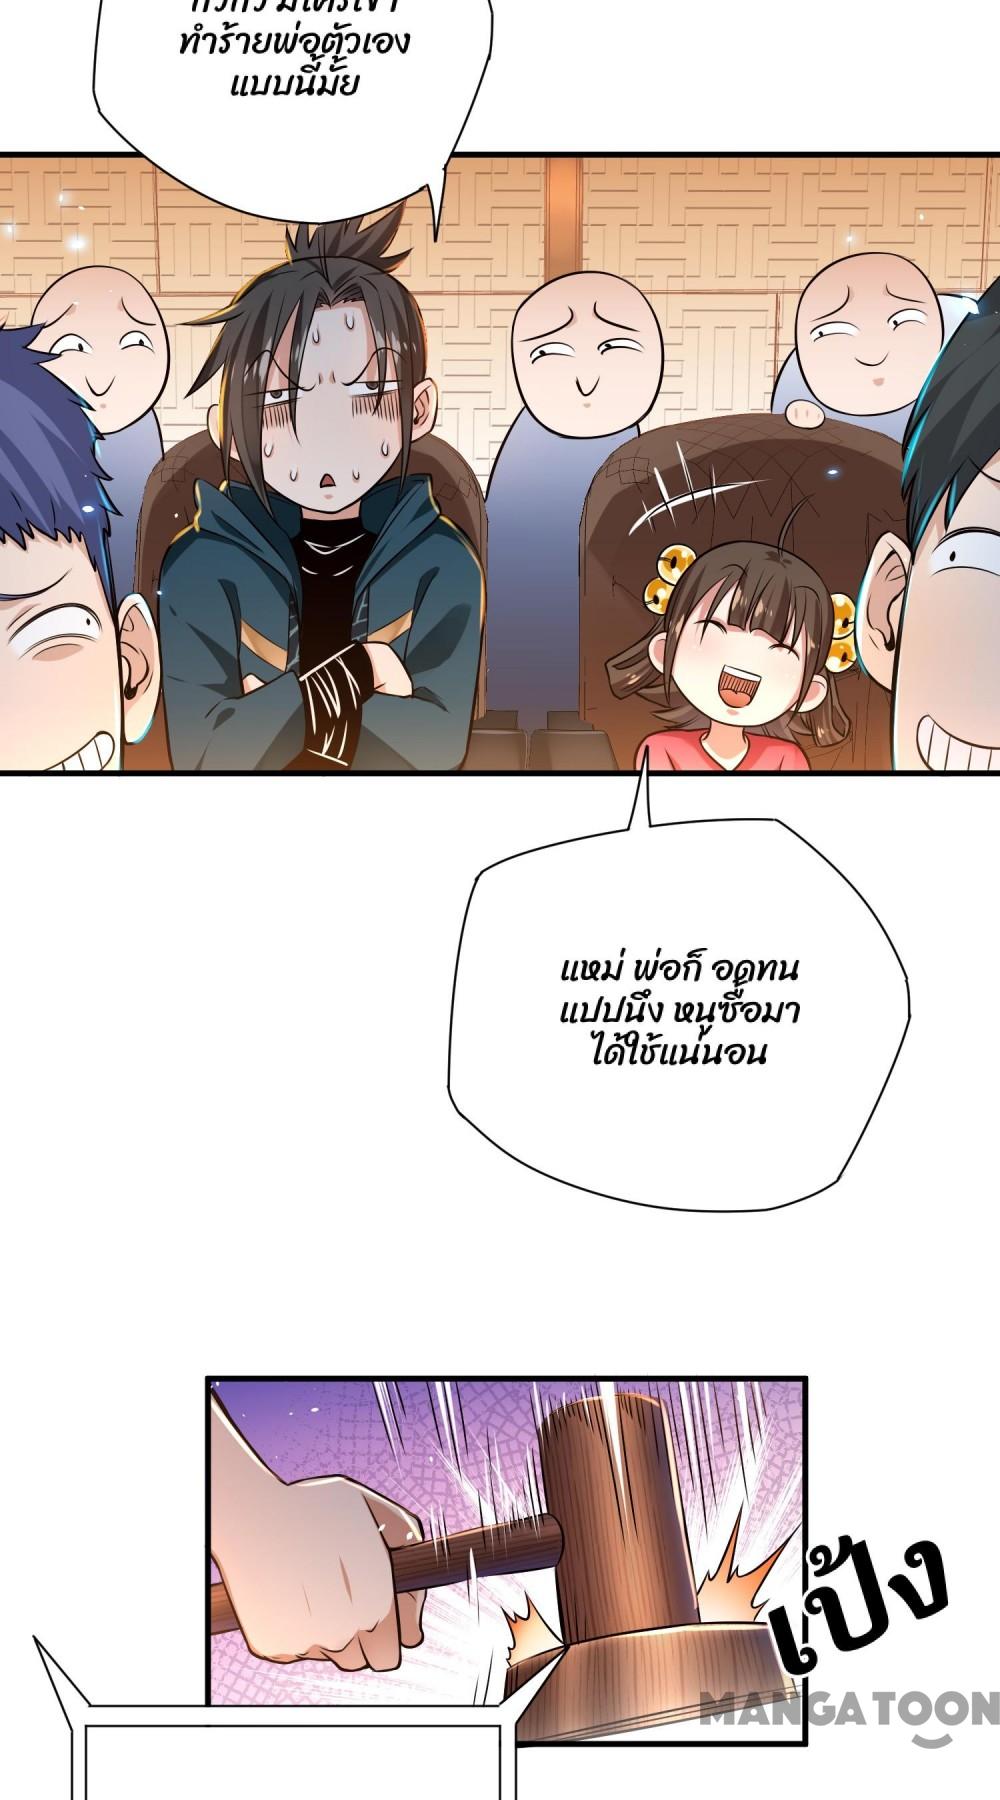 ทำร้ายพ่อตัวเอง
แบบนี้มั้ย
แหม่ พ่อก็ อดทน
แปปนึง หนูซื้อมา
ได้ใช้แน่นอน
เป้ง
MANGATOON